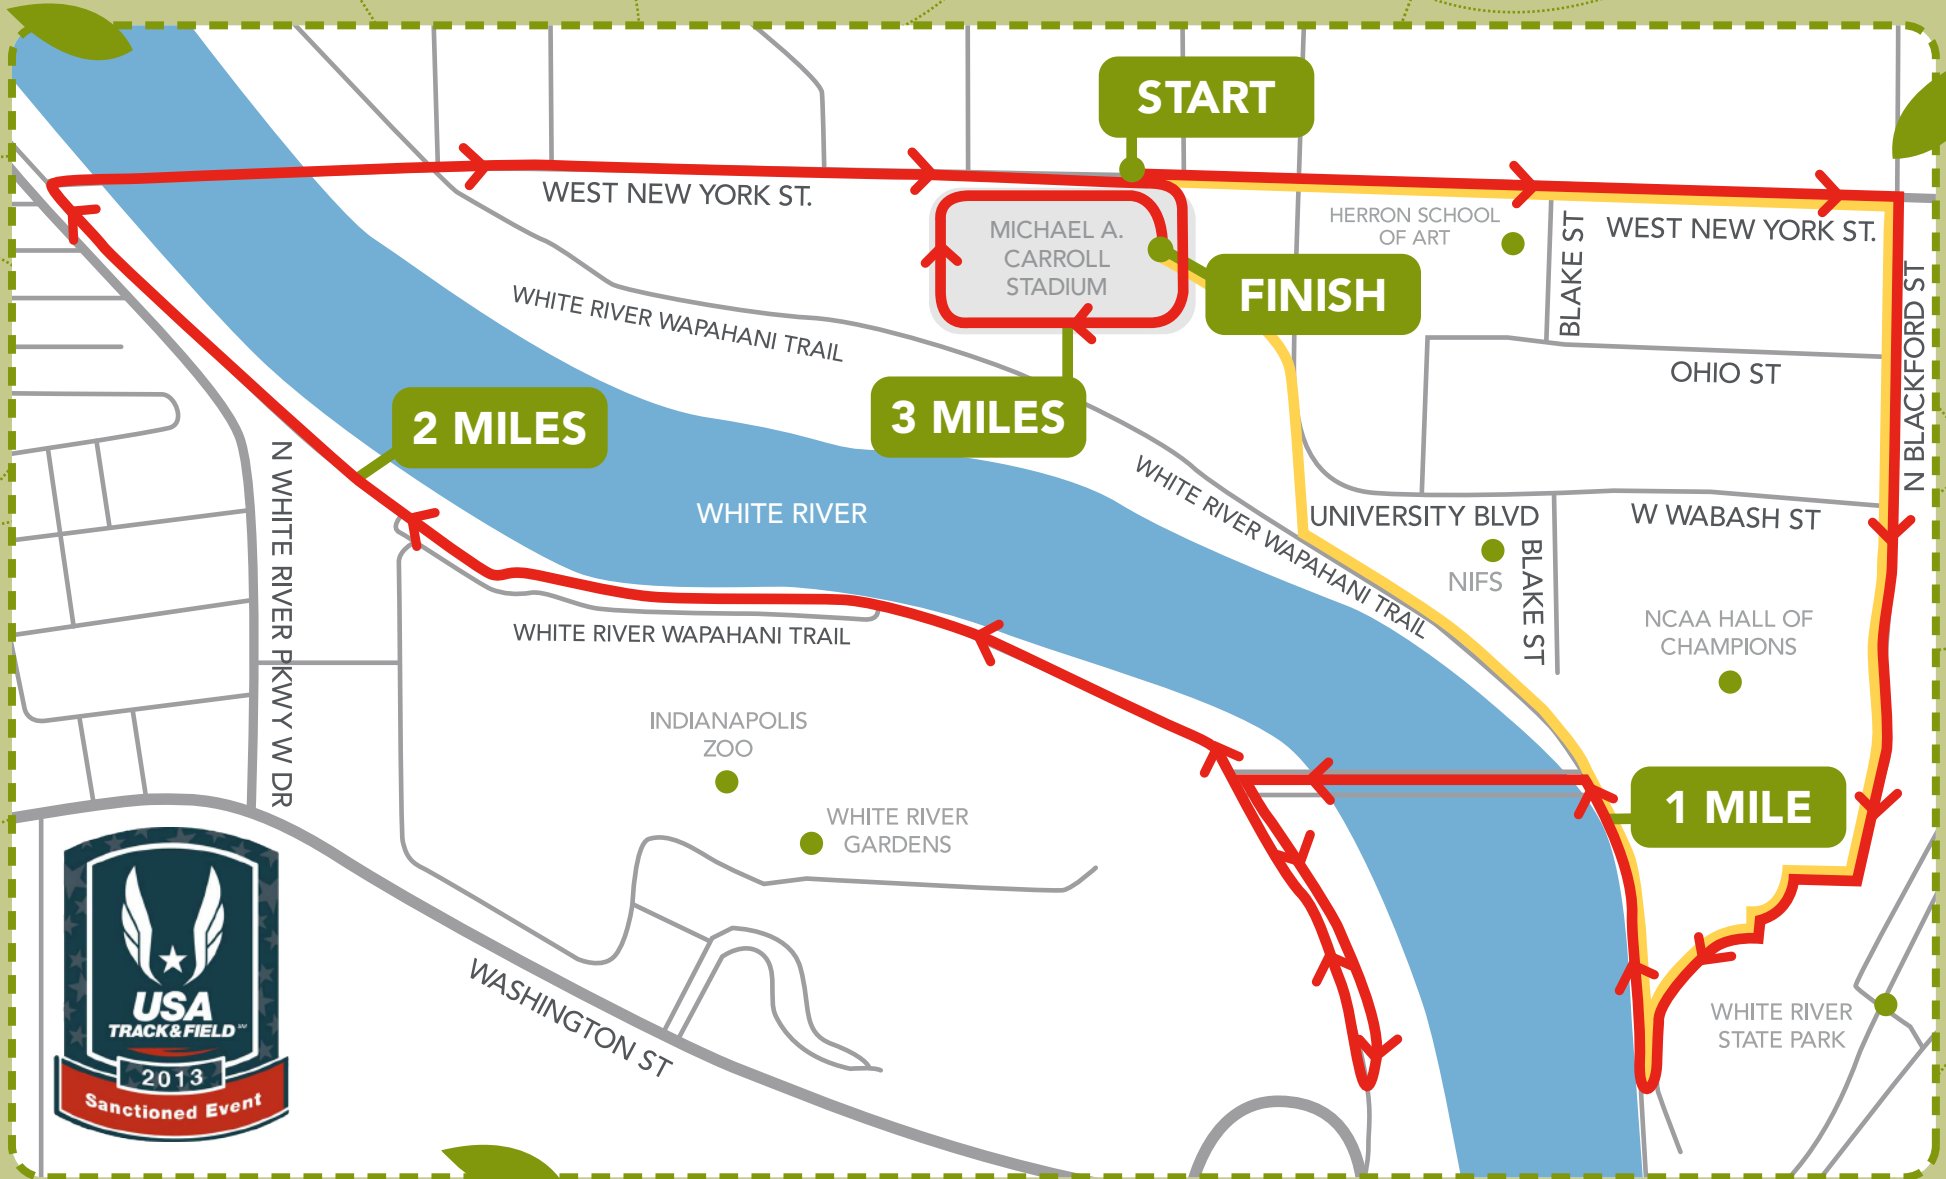 START
WEST NEW YORK ST.
MICHAEL A.
CARROLL
STADIUM
HERRON SCHOOL
OF ART
BLAKE ST
WEST NEW YORK ST.
FINISH
WHITE RIVER WAPAHANI TRAIL
N BLACKFORD ST
OHIO ST
2 MILES
3 MILES
N WHITE RIVER PKWY W DR
WHITE RIVER
WHITE RIVER WAPAHANI TRAIL
UNIVERSITY BLVD
W WABASH ST
BLAKE ST
NIFS
NCAA HALL OF
CHAMPIONS
WHITE RIVER WAPAHANI TRAIL
INDIANAPOLIS
ZOO
WHITE RIVER
GARDENS
1 MILE
WASHINGTON ST
WHITE RIVER
STATE PARK
USA
TRACK&FIELD℠
2013
Sanctioned Event